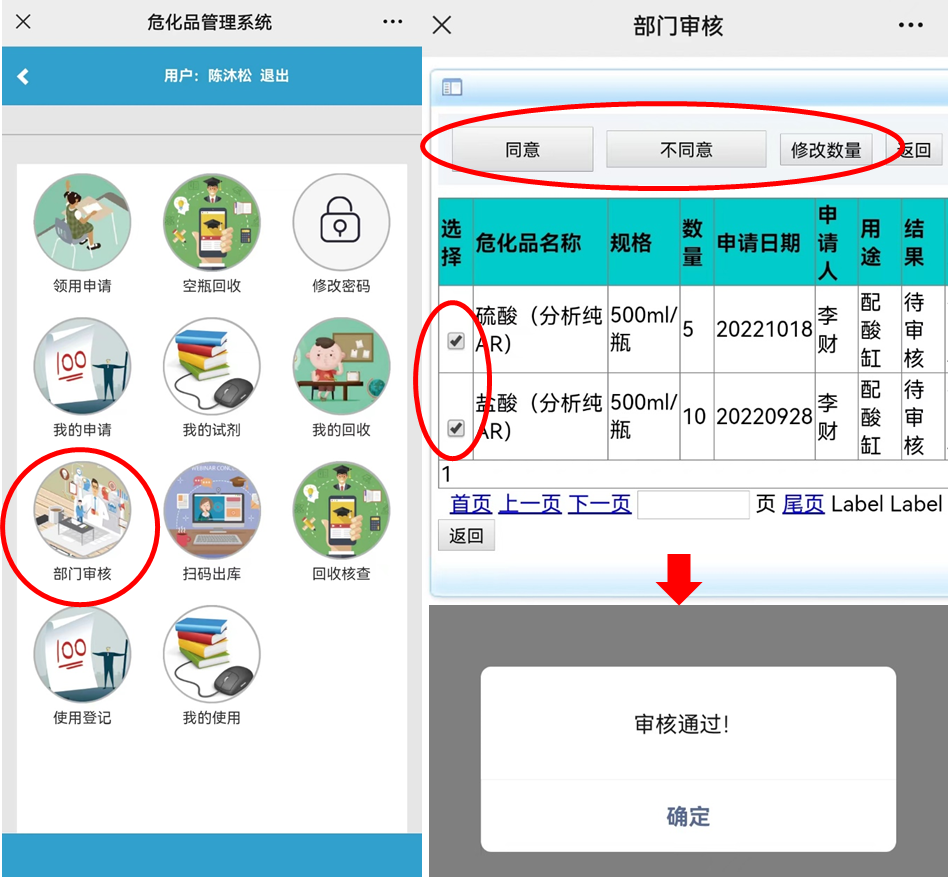 危化品管理系统
用户：陈沐松 退出
领用申请
空瓶回收
修改密码
我的申请
我的试剂
我的回收
部门审核
扫码出库
回收核查
使用登记
我的使用
100
WEBINAR CONCEPT
100
部门审核
同意
不同意
修改数量
返回
选择
危化品名称
规格
数量
申请日期
申请人
用途
结果
硫酸（分析纯AR）
500ml/瓶
5
20221018
李财
配酸缸
待审核
盐酸（分析纯AR）
500ml/瓶
10
20220928
李财
配酸缸
待审核
1
首页 上一页 下一页 页 尾页 Label Label
返回
审核通过！
确定